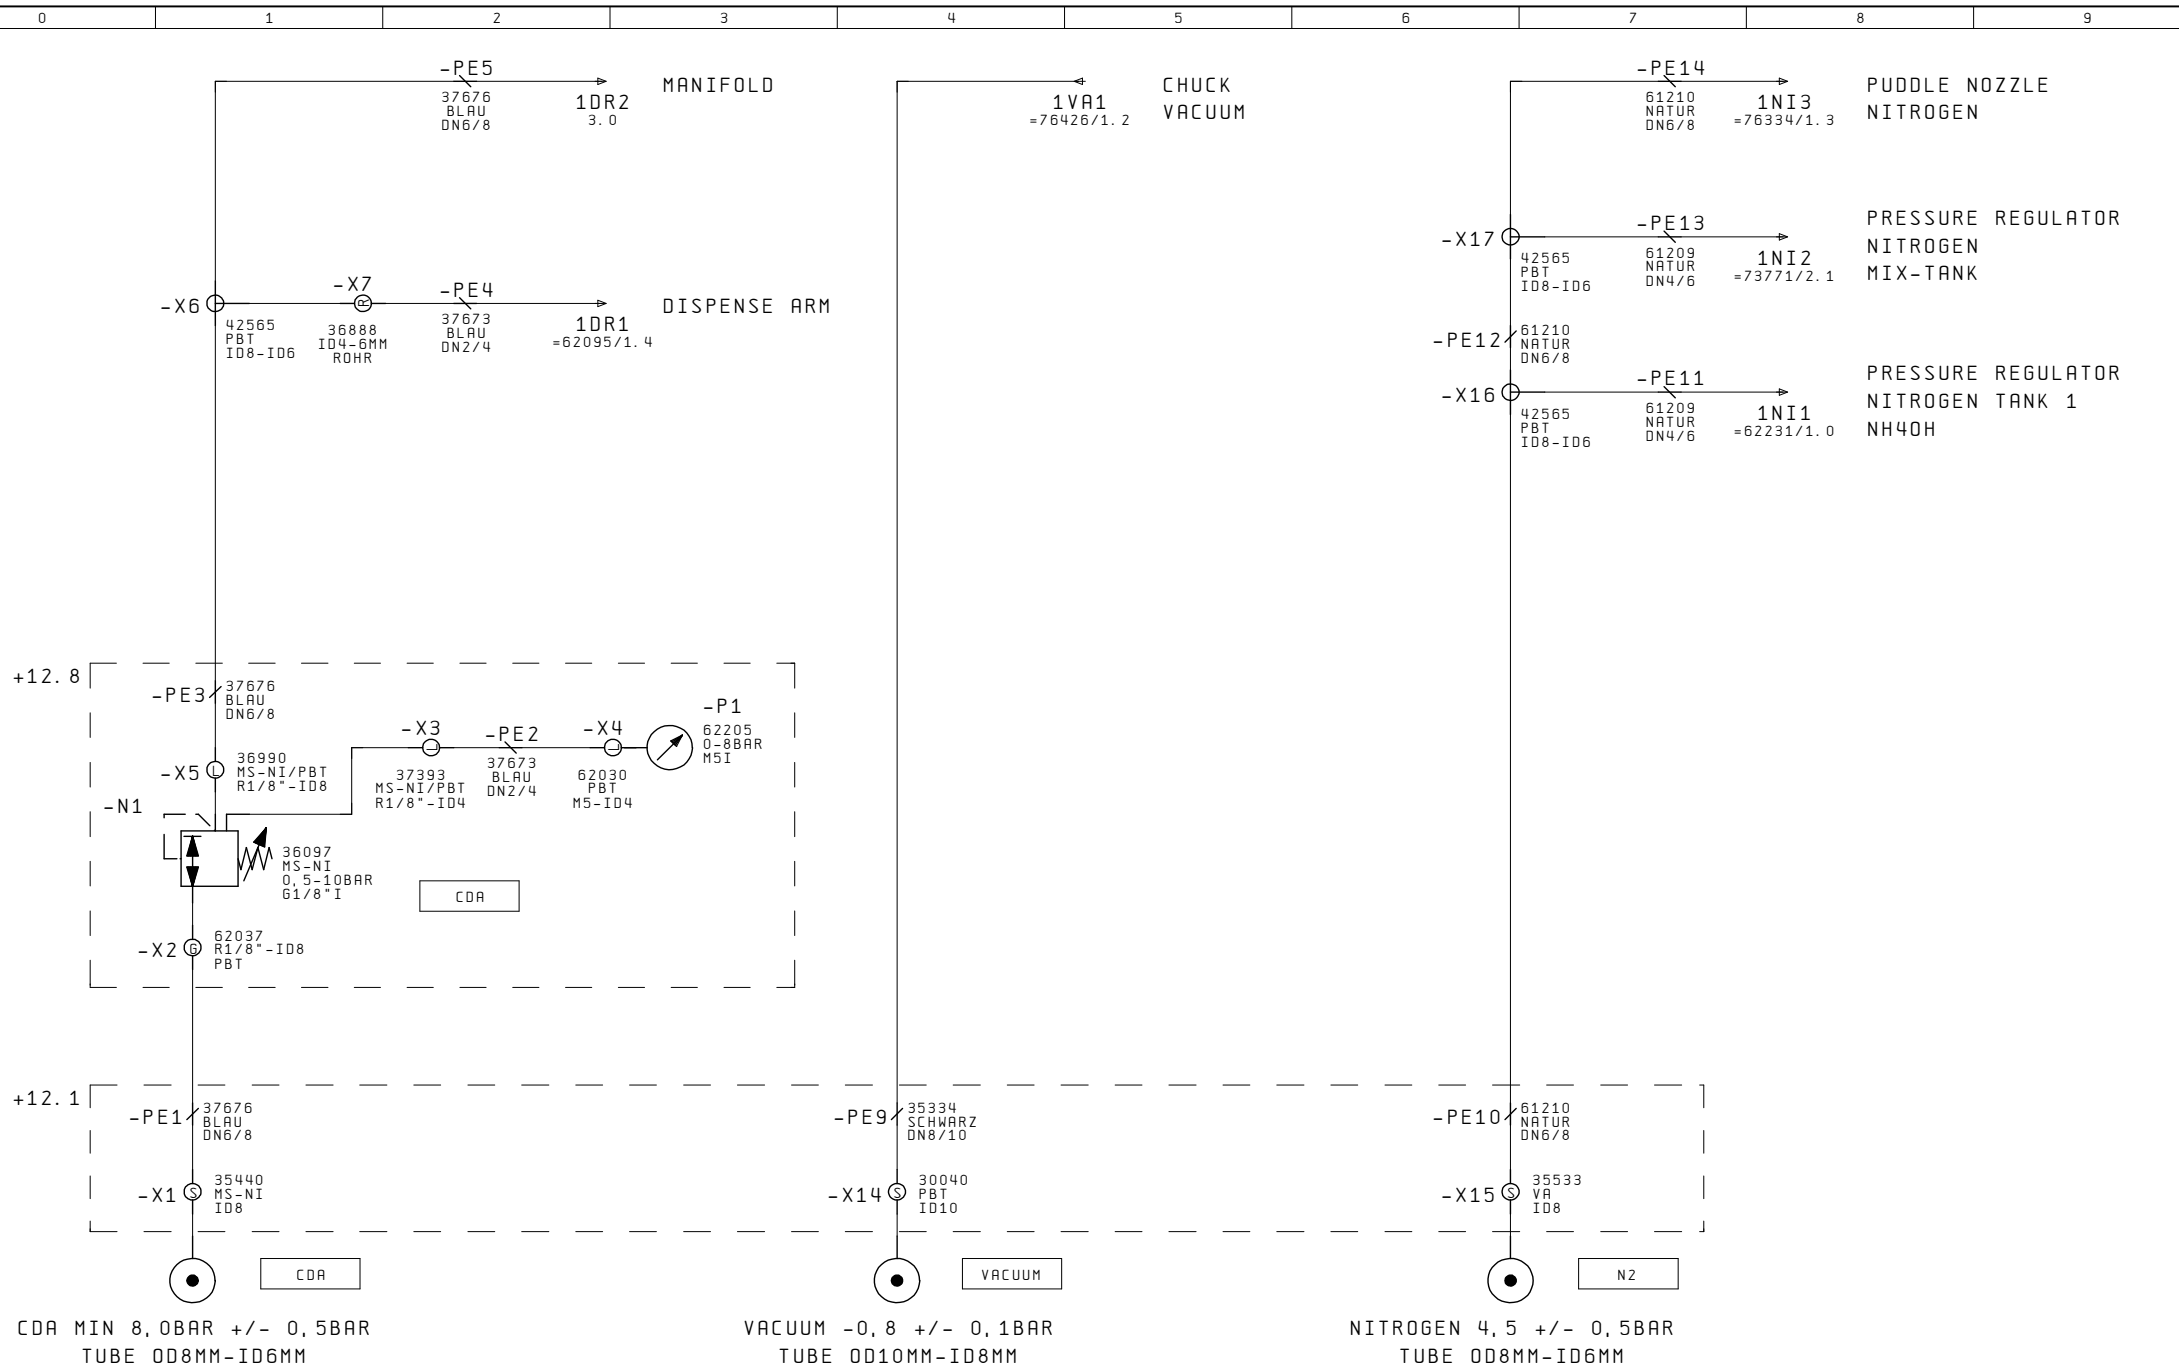 0 1 2 3 4 5 6 7 8 9
-PE5
37676
BLAU
DN6/8
1DR2
3.0
MANIFOLD
1VA1
=76426/1.2
CHUCK
VACUUM
-PE14
61210
NATUR
DN6/8
1NI3
=76334/1.3
PUDDLE NOZZLE
NITROGEN
-X6
42565
PBT
ID8-ID6
-X7
36888
ID4-6MM
ROHR
-PE4
37673
BLAU
DN2/4
1DR1
=62095/1.4
DISPENSE ARM
-X17
42565
PBT
ID8-ID6
-PE13
61209
NATUR
DN4/6
1NI2
=73771/2.1
PRESSURE REGULATOR
NITROGEN
MIX-TANK
-PE12
61210
NATUR
DN6/8
-X16
42565
PBT
ID8-ID6
-PE11
61209
NATUR
DN4/6
1NI1
=62231/1.0
PRESSURE REGULATOR
NITROGEN TANK 1
NH4OH
+12.8
-PE3
37676
BLAU
DN6/8
-X5
36990
MS-NI/PBT
R1/8"-ID8
-X3
37393
MS-NI/PBT
R1/8"-ID4
-PE2
37673
BLAU
DN2/4
-X4
62030
PBT
M5-ID4
-P1
62205
0-8BAR
M5I
-N1
36097
MS-NI
0,5-10BAR
G1/8"I
CDA
-X2
G
62037
R1/8"-ID8
PBT
+12.1
-PE1
37676
BLAU
DN6/8
-X1
S
35440
MS-NI
ID8
-PE9
35334
SCHWARZ
DN8/10
-X14
S
30040
PBT
ID10
-PE10
61210
NATUR
DN6/8
-X15
S
35533
VA
ID8
CDA
VACUUM
N2
CDA MIN 8,0BAR +/- 0,5BAR
TUBE OD8MM-ID6MM
VACUUM -0,8 +/- 0,1BAR
TUBE OD10MM-ID8MM
NITROGEN 4,5 +/- 0,5BAR
TUBE OD8MM-ID6MM
R
L
L
L